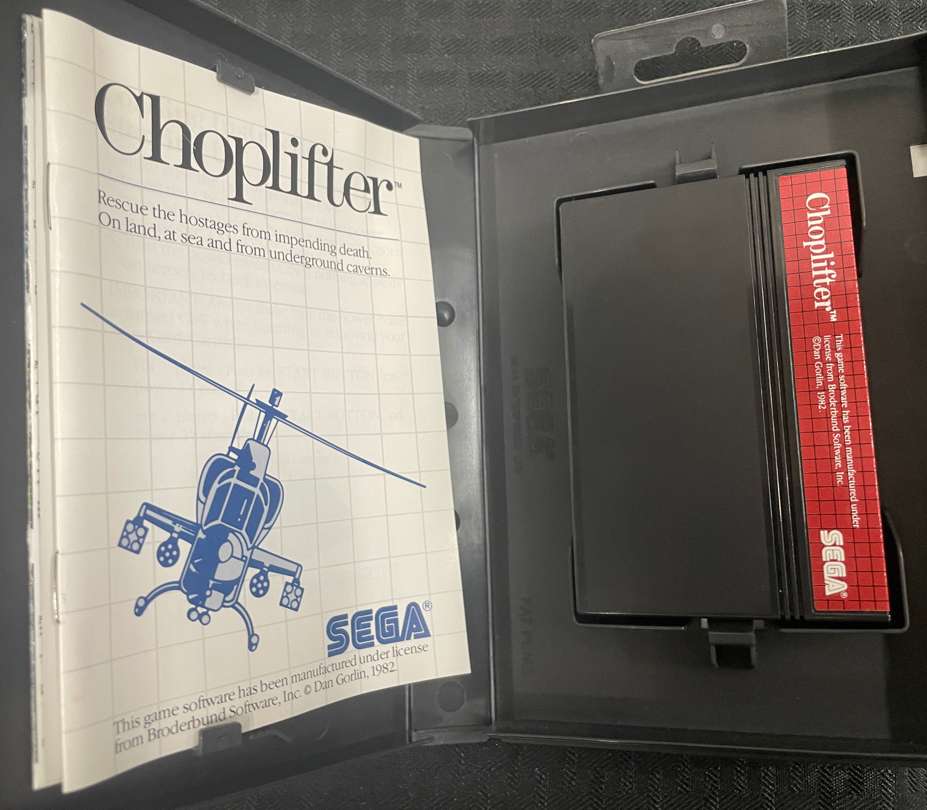 Choplifter™
Rescue the hostages from impending death.
On land, at sea and from underground caverns.
SEGA®
This game software has been manufactured under license
from Broderbund Software, Inc. © Dan Gorlin, 1982.
Choplifter™
This game software has been manufactured under
license from Broderbund Software, Inc.
©Dan Gorlin, 1982.
SEGA®
SEGA